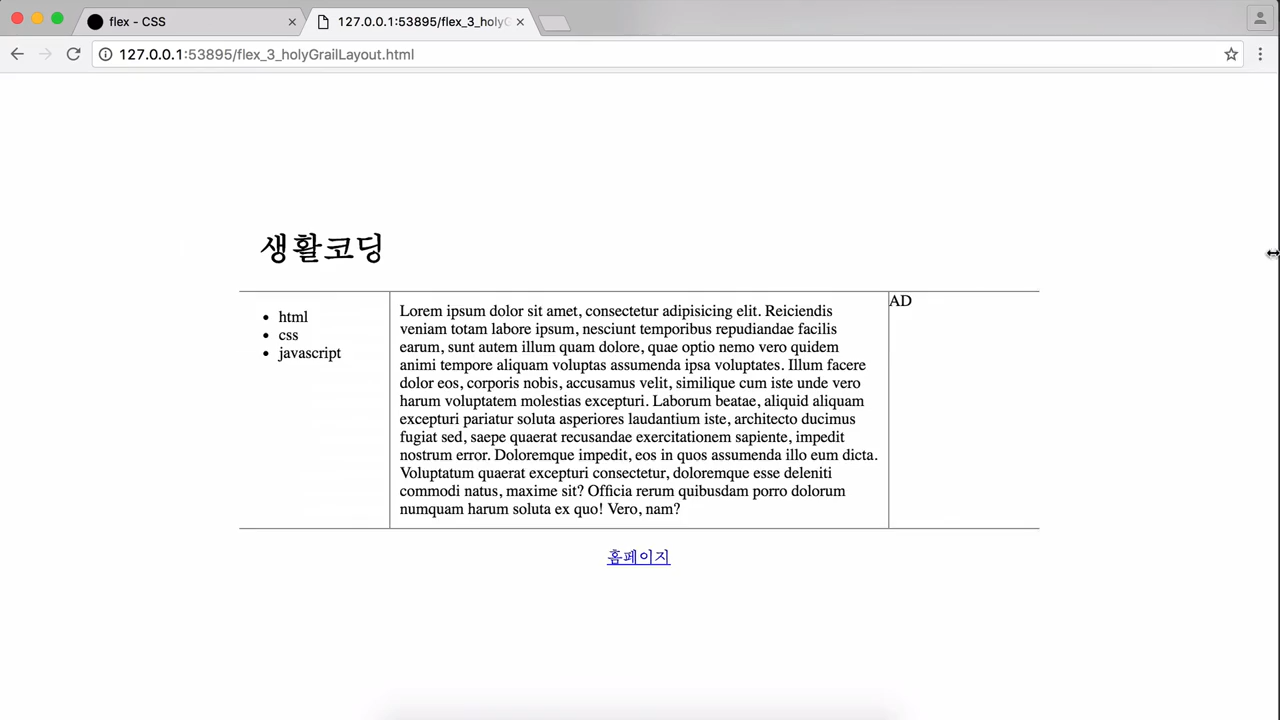 flex - CSS
127.0.0.1:53895/flex_3_holyG
127.0.0.1:53895/flex_3_holyGrailLayout.html
생활코딩
html
css
javascript
Lorem ipsum dolor sit amet, consectetur adipisicing elit. Reiciendis
veniam totam labore ipsum, nesciunt temporibus repudiandae facilis
earum, sunt autem illum quam dolore, quae optio nemo vero quidem
animi tempore aliquam voluptas assumenda ipsa voluptates. Illum facere
dolor eos, corporis nobis, accusamus velit, similique cum iste unde vero
harum voluptatem molestias excepturi. Laborum beatae, aliquid aliquam
excepturi pariatur soluta asperiores laudantium iste, architecto ducimus
fugiat sed, saepe quaerat recusandae exercitationem sapiente, impedit
nostrum error. Doloremque impedit, eos in quos assumenda illo eum dicta.
Voluptatum quaerat excepturi consectetur, doloremque esse deleniti
commodi natus, maxime sit? Officia rerum quibusdam porro dolorum
numquam harum soluta ex quo! Vero, nam?
AD
홈페이지